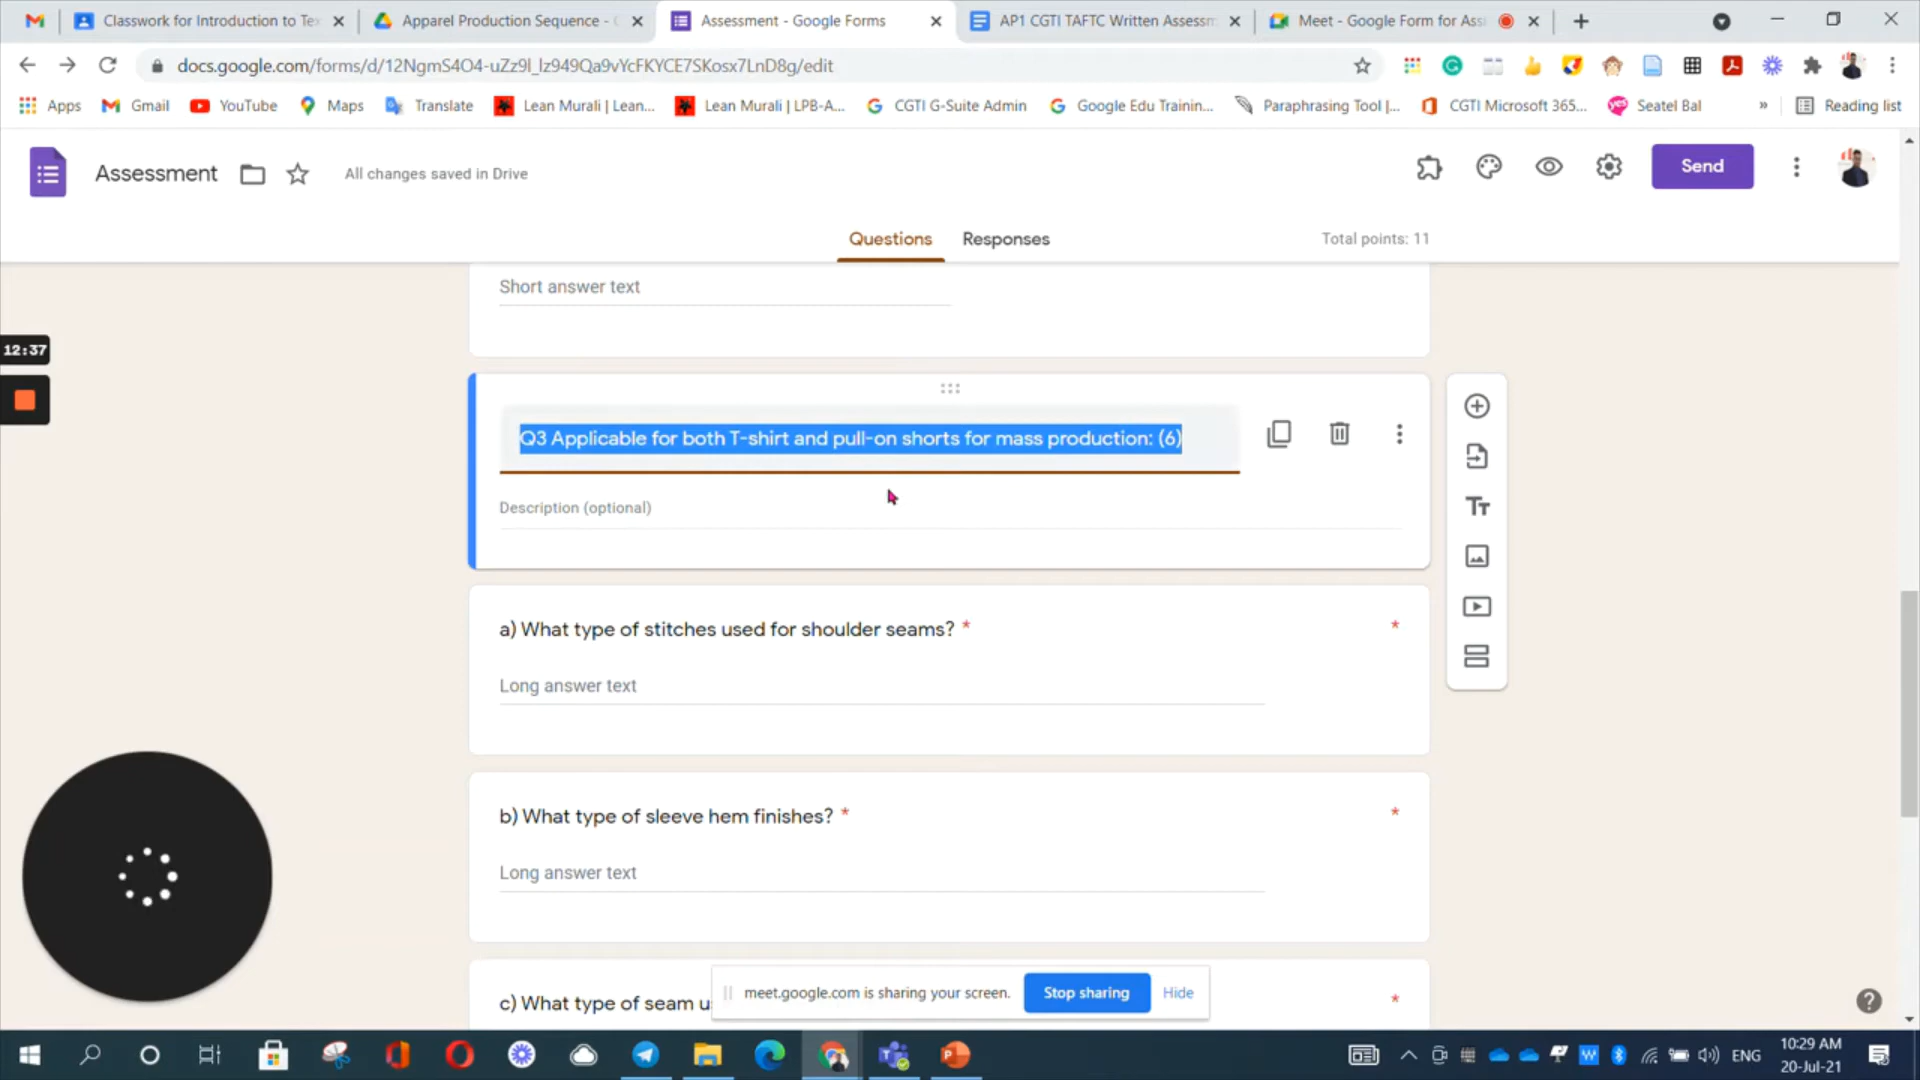 Classwork for Introduction to Tex
Apparel Production Sequence - G
Assessment - Google Forms
AP1 CGTI TAFTC Written Assessm
Meet - Google Form for Ass
docs.google.com/forms/d/12NgmS4O4-uZz9l_lz949Qa9vYcFKYCE7SKosx7LnD8g/edit
Apps
Gmail
YouTube
Maps
Translate
Lean Murali | Lean...
Lean Murali | LPB-A...
CGTI G-Suite Admin
Google Edu Trainin...
Paraphrasing Tool |...
CGTI Microsoft 365...
Seatel Bal
»
Reading list
Assessment
All changes saved in Drive
Send
Questions
Responses
Total points: 11
Short answer text
12:37
Q3 Applicable for both T-shirt and pull-on shorts for mass production: (6)
Description (optional)
a) What type of stitches used for shoulder seams? *
*
Long answer text
b) What type of sleeve hem finishes? *
*
Long answer text
c) What type of seam u
*
meet.google.com is sharing your screen.
Stop sharing
Hide
ENG
10:29 AM
20-Jul-21